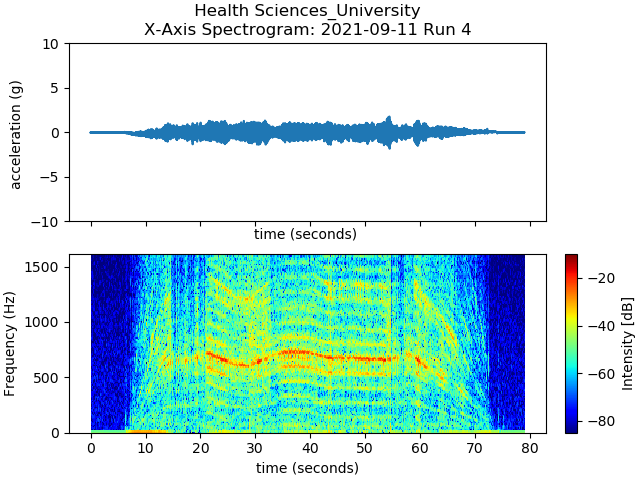 Health Sciences_University
X-Axis Spectrogram: 2021-09-11 Run 4
10
5
0
−5
−10
acceleration (g)
time (seconds)
1500
1000
500
0
Frequency (Hz)
0 10 20 30 40 50 60 70 80
time (seconds)
−20
−40
−60
−80
Intensity [dB]